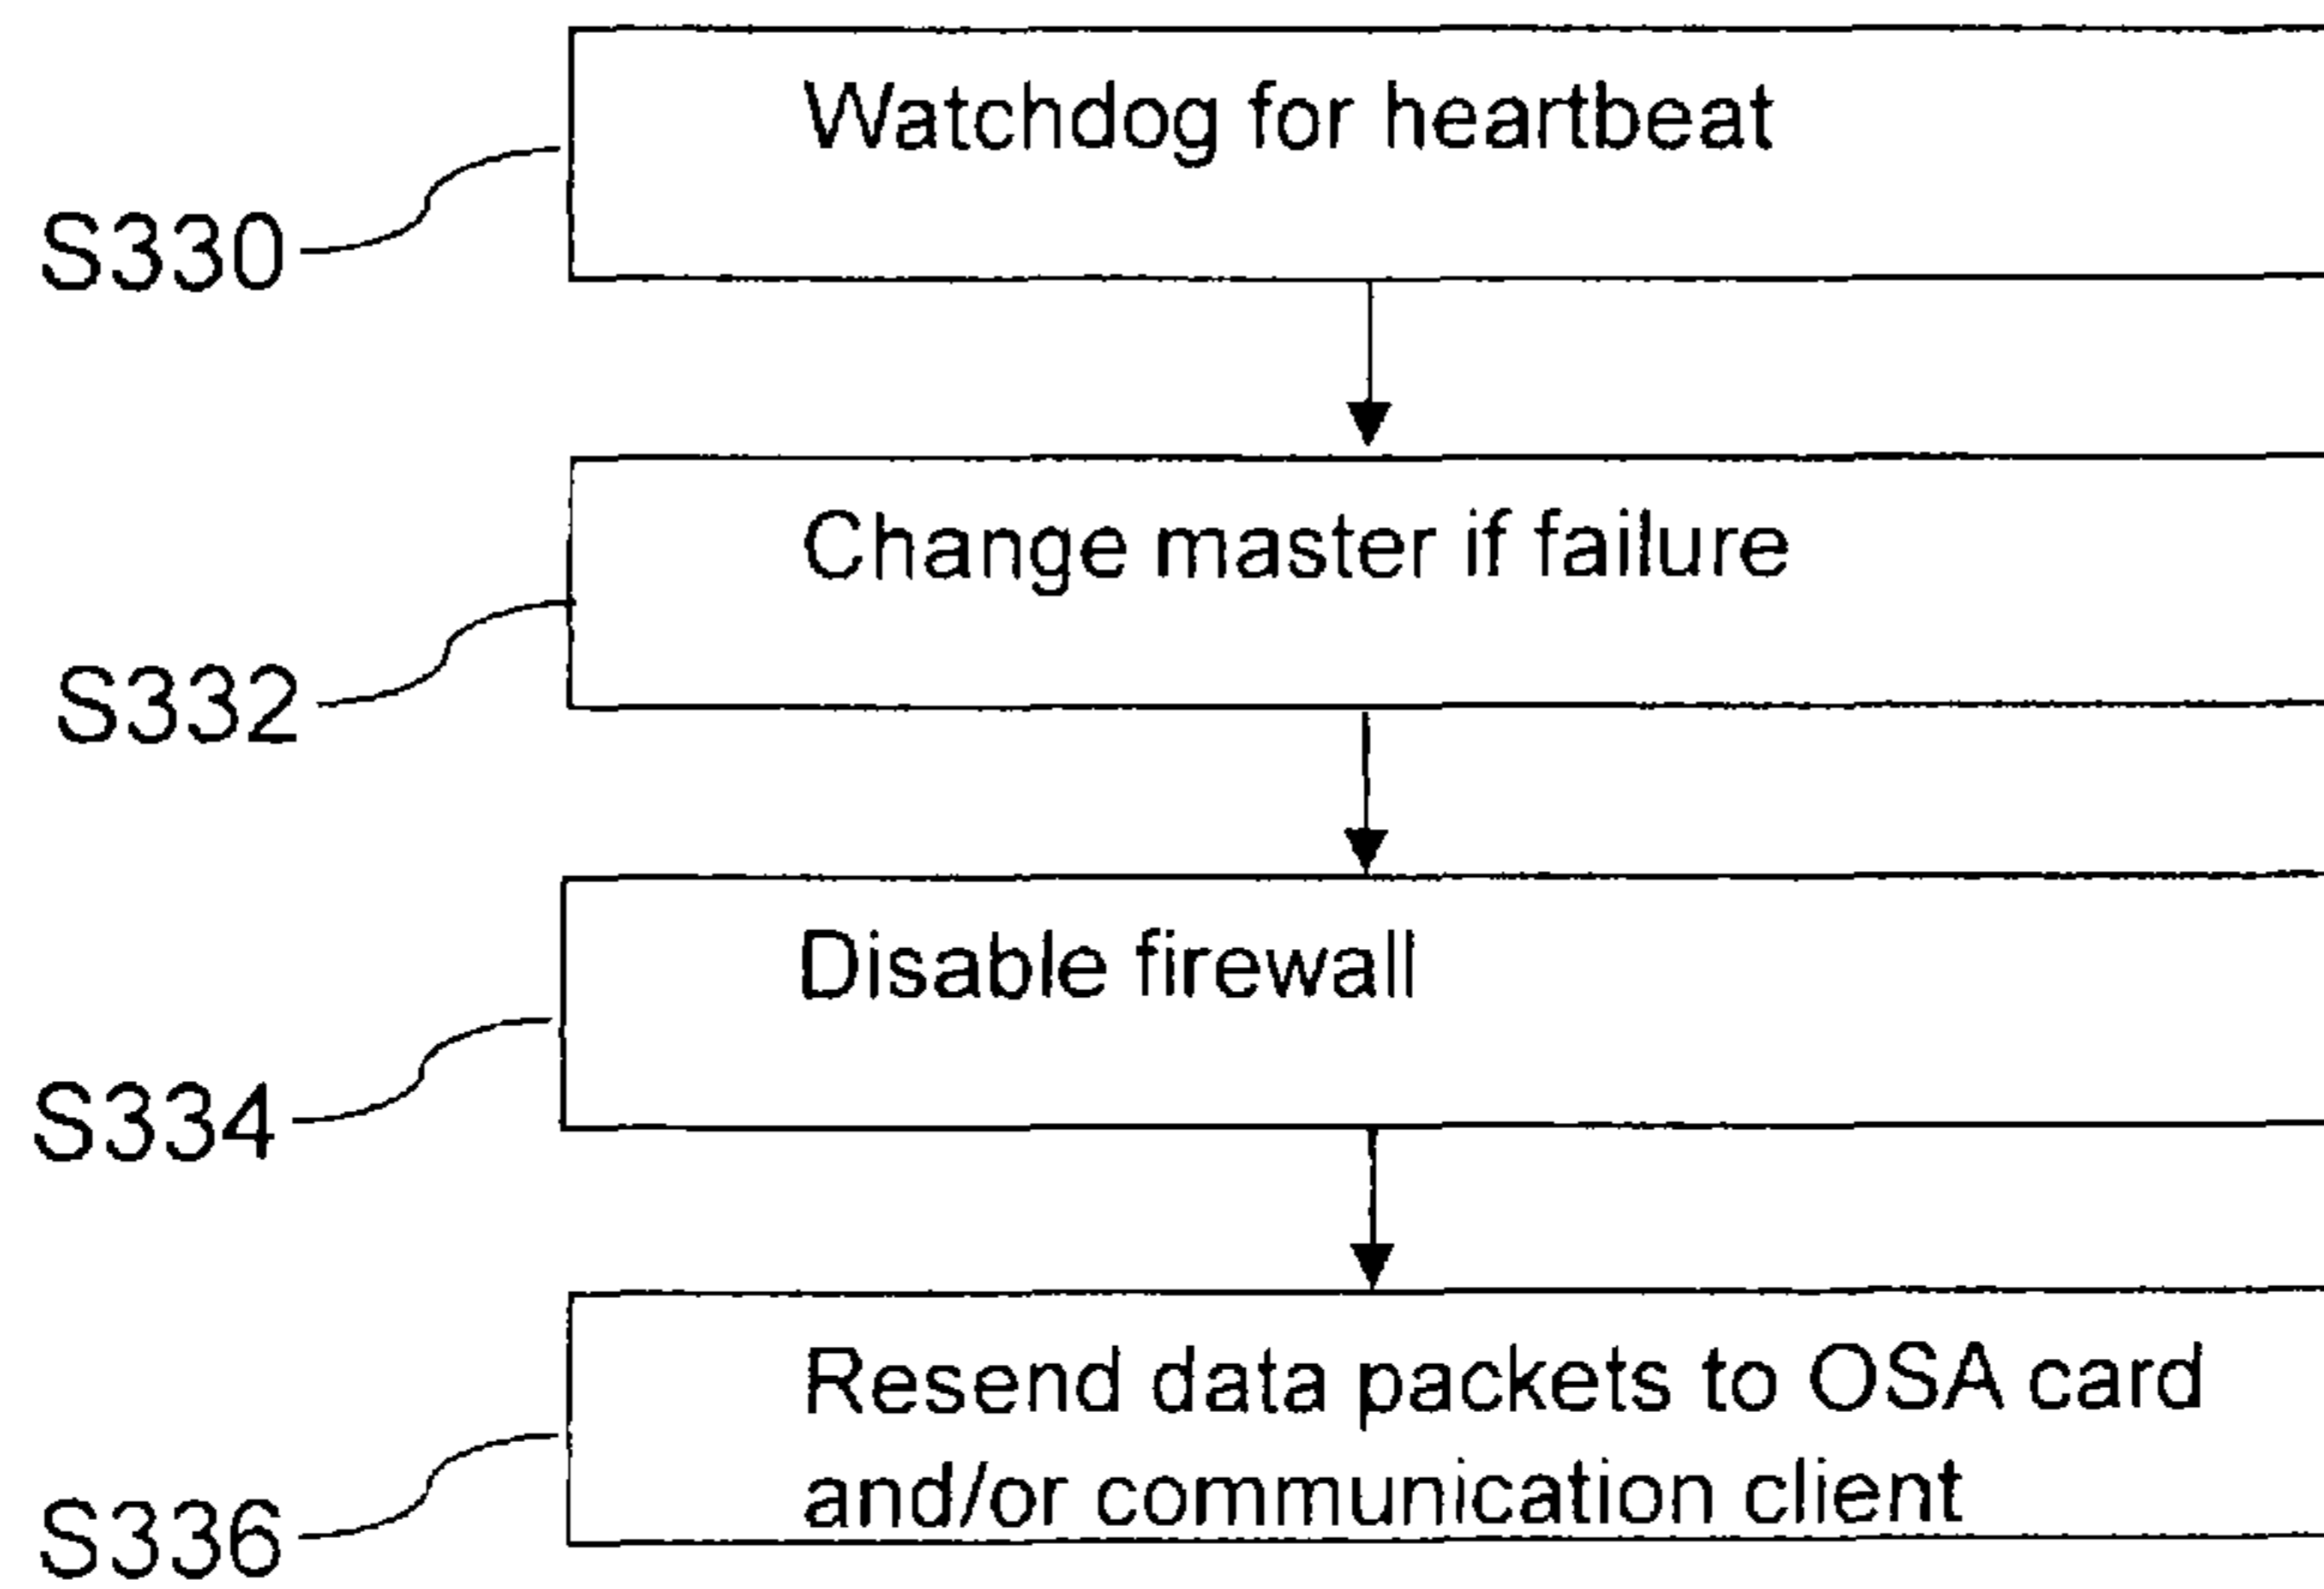 Watchdog for heartbeat
S330
Change master if failure
S332
Disable firewall
S334
Resend data packets to OSA card
and/or communication client
S336